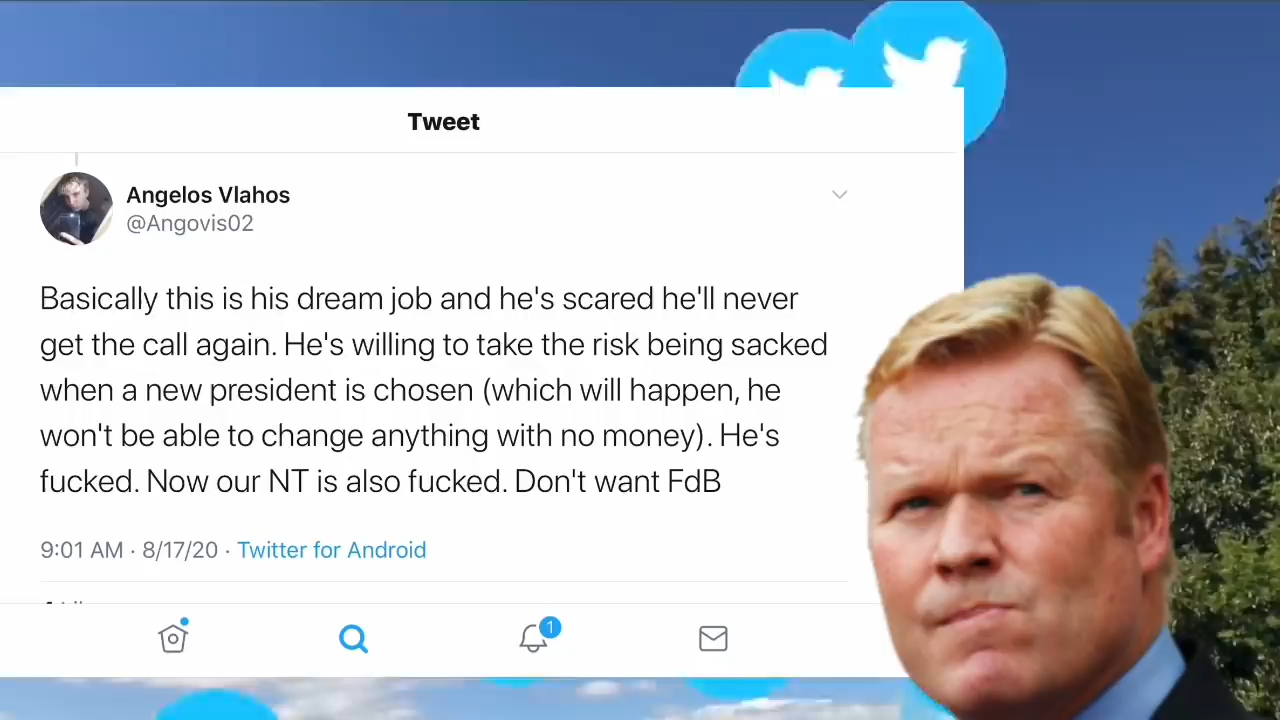 Tweet
Angelos Vlahos
@Angovis02
Basically this is his dream job and he's scared he'll never
get the call again. He's willing to take the risk being sacked
when a new president is chosen (which will happen, he
won't be able to change anything with no money). He's
fucked. Now our NT is also fucked. Don't want FdB
9:01 AM · 8/17/20 · Twitter for Android
1